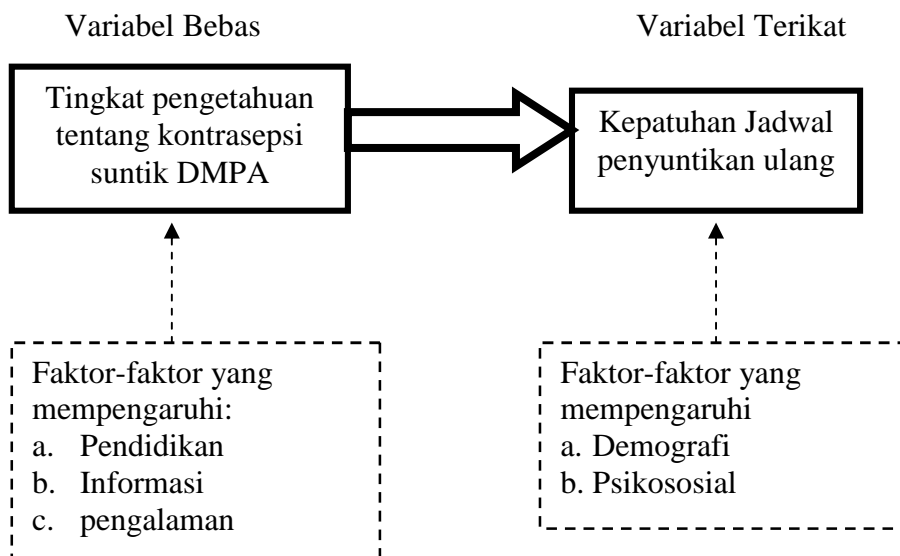 Variabel Bebas
Variabel Terikat
Tingkat pengetahuan
tentang kontrasepsi
suntik DMPA
Kepatuhan Jadwal
penyuntikan ulang
Faktor-faktor yang
mempengaruhi:
a. Pendidikan
b. Informasi
c. pengalaman
Faktor-faktor yang
mempengaruhi
a. Demografi
b. Psikososial